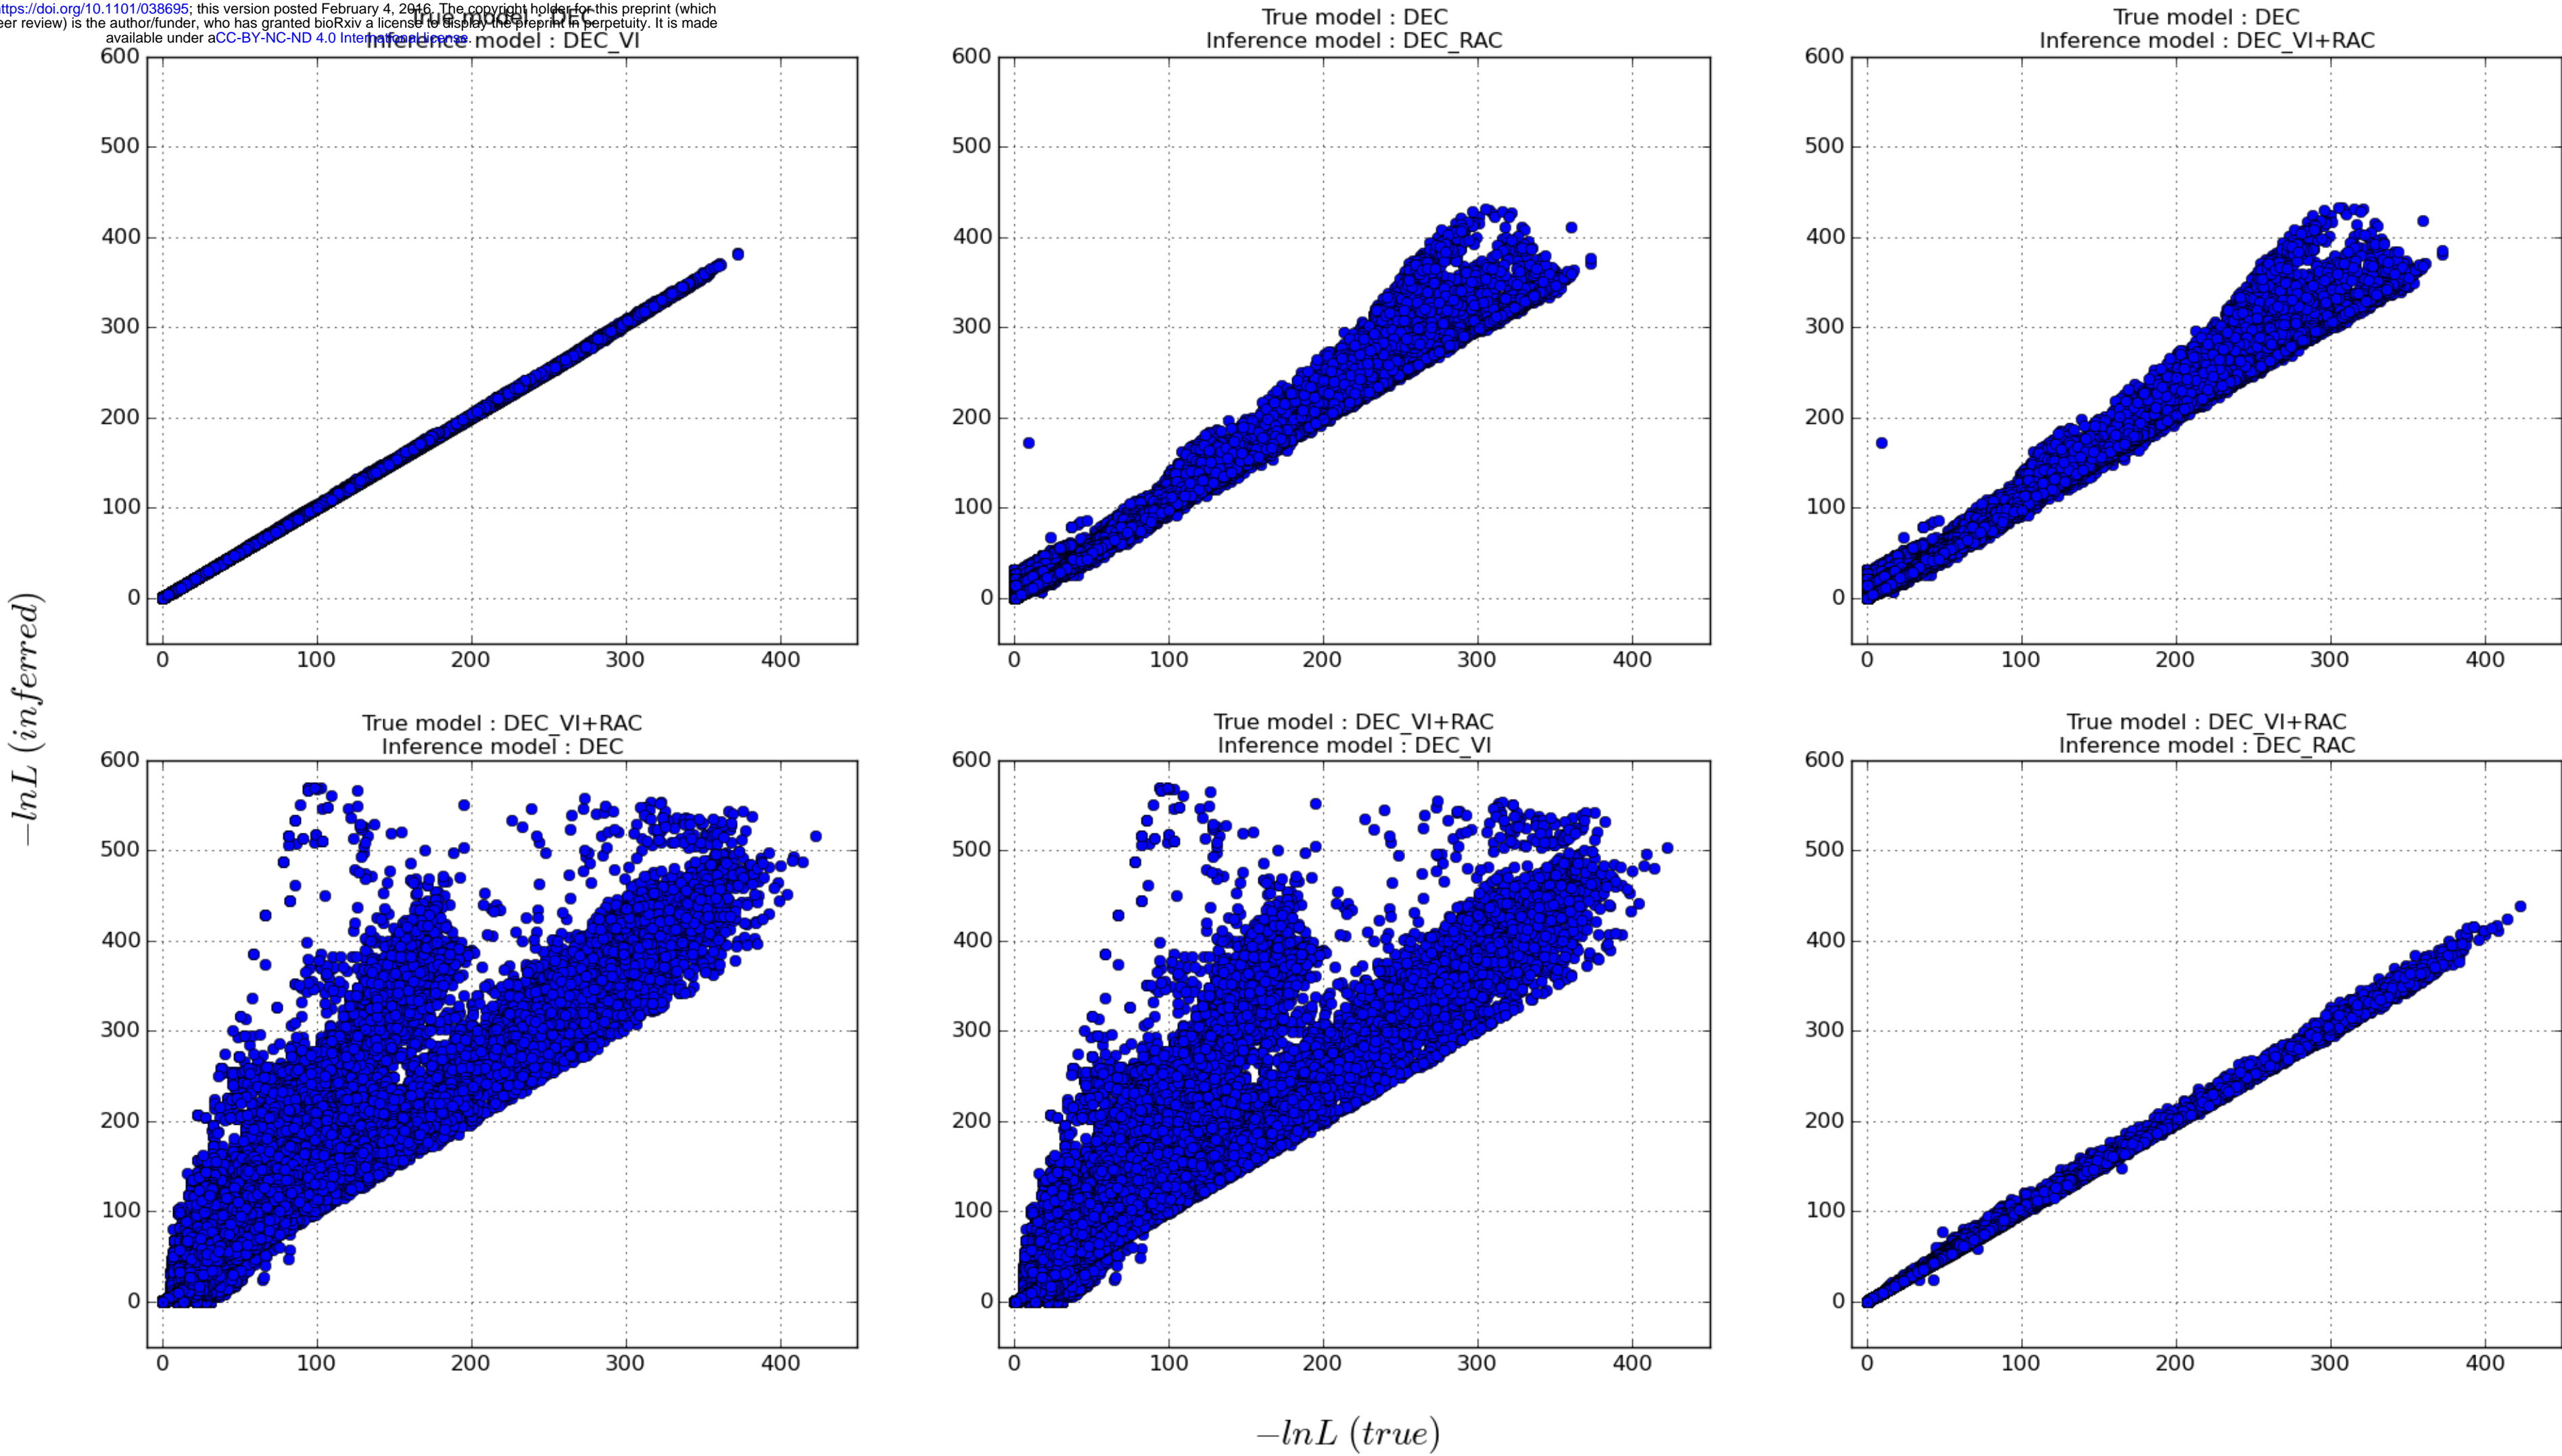 https://doi.org/10.1101/038695; this version posted February 4, 2016. The copyright holder for this preprint (which
er review) is the author/funder, who has granted bioRxiv a license to display the preprint in perpetuity. It is made
available under aCC-BY-NC-ND 4.0 International license.
True model : DEC
Inference model : DEC_VI
True model : DEC
Inference model : DEC_RAC
True model : DEC
Inference model : DEC_VI+RAC
600
500
400
300
200
100
0
0 100 200 300 400
600
500
400
300
200
100
0
0 100 200 300 400
600
500
400
300
200
100
0
0 100 200 300 400
−lnL (inferred)
True model : DEC_VI+RAC
Inference model : DEC
True model : DEC_VI+RAC
Inference model : DEC_VI
True model : DEC_VI+RAC
Inference model : DEC_RAC
600
500
400
300
200
100
0
0 100 200 300 400
600
500
400
300
200
100
0
0 100 200 300 400
600
500
400
300
200
100
0
0 100 200 300 400
−lnL (true)